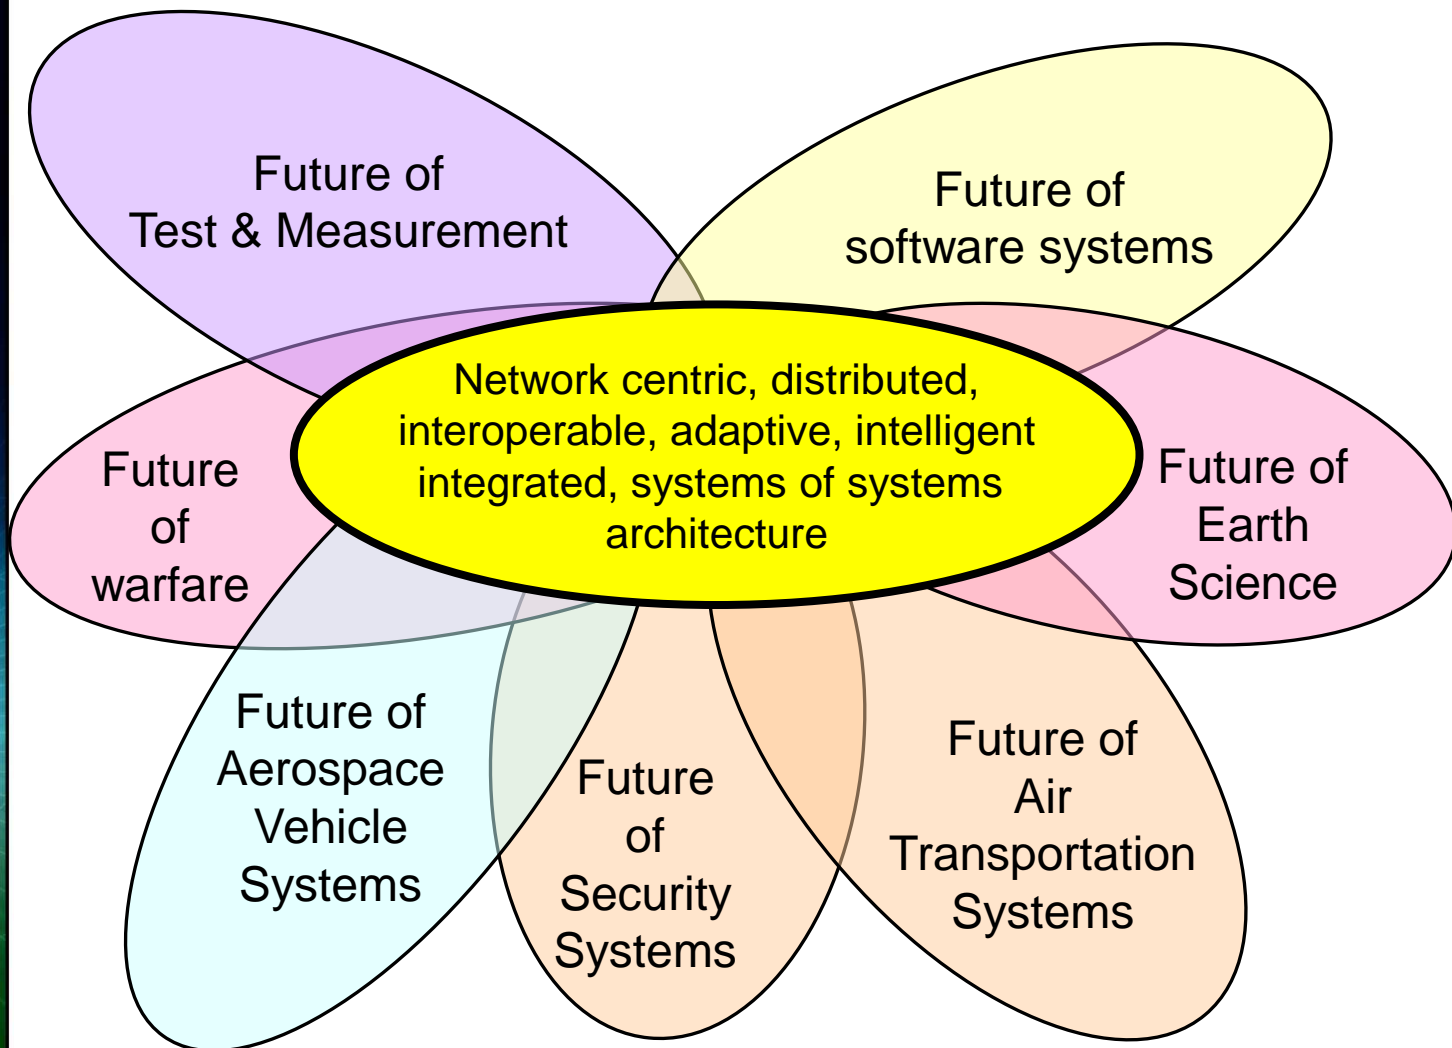 Future of
Test & Measurement
Future of
software systems
Network centric, distributed,
interoperable, adaptive, intelligent
integrated, systems of systems
architecture
Future
of
warfare
Future of
Earth
Science
Future of
Aerospace
Vehicle
Systems
Future
of
Security
Systems
Future of
Air
Transportation
Systems